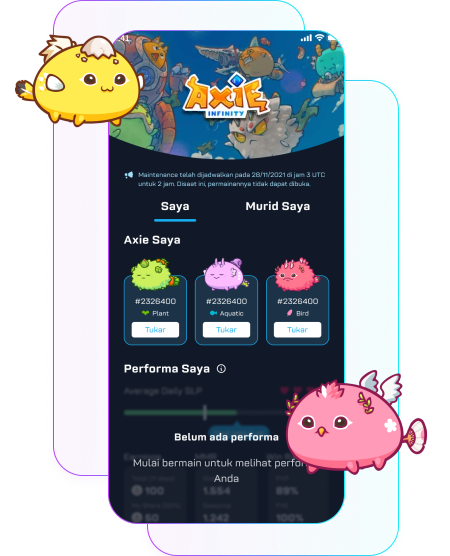 :41
AXIE
INFINITY
Maintenance telah dijadwalkan pada 28/11/2021 di jam 3 UTC
untuk 2 jam. Disaat ini, permainannya tidak dapat dibuka.
Saya Murid Saya
Axie Saya
#2326400 #2326400 #2326400
Plant Aquatic Bird
Tukar Tukar Tukar
Performa Saya
Average Daily SLP
Belum ada performa
Mulai bermain untuk melihat perfor
Anda
100 1.554 89%
50 1.242 100%